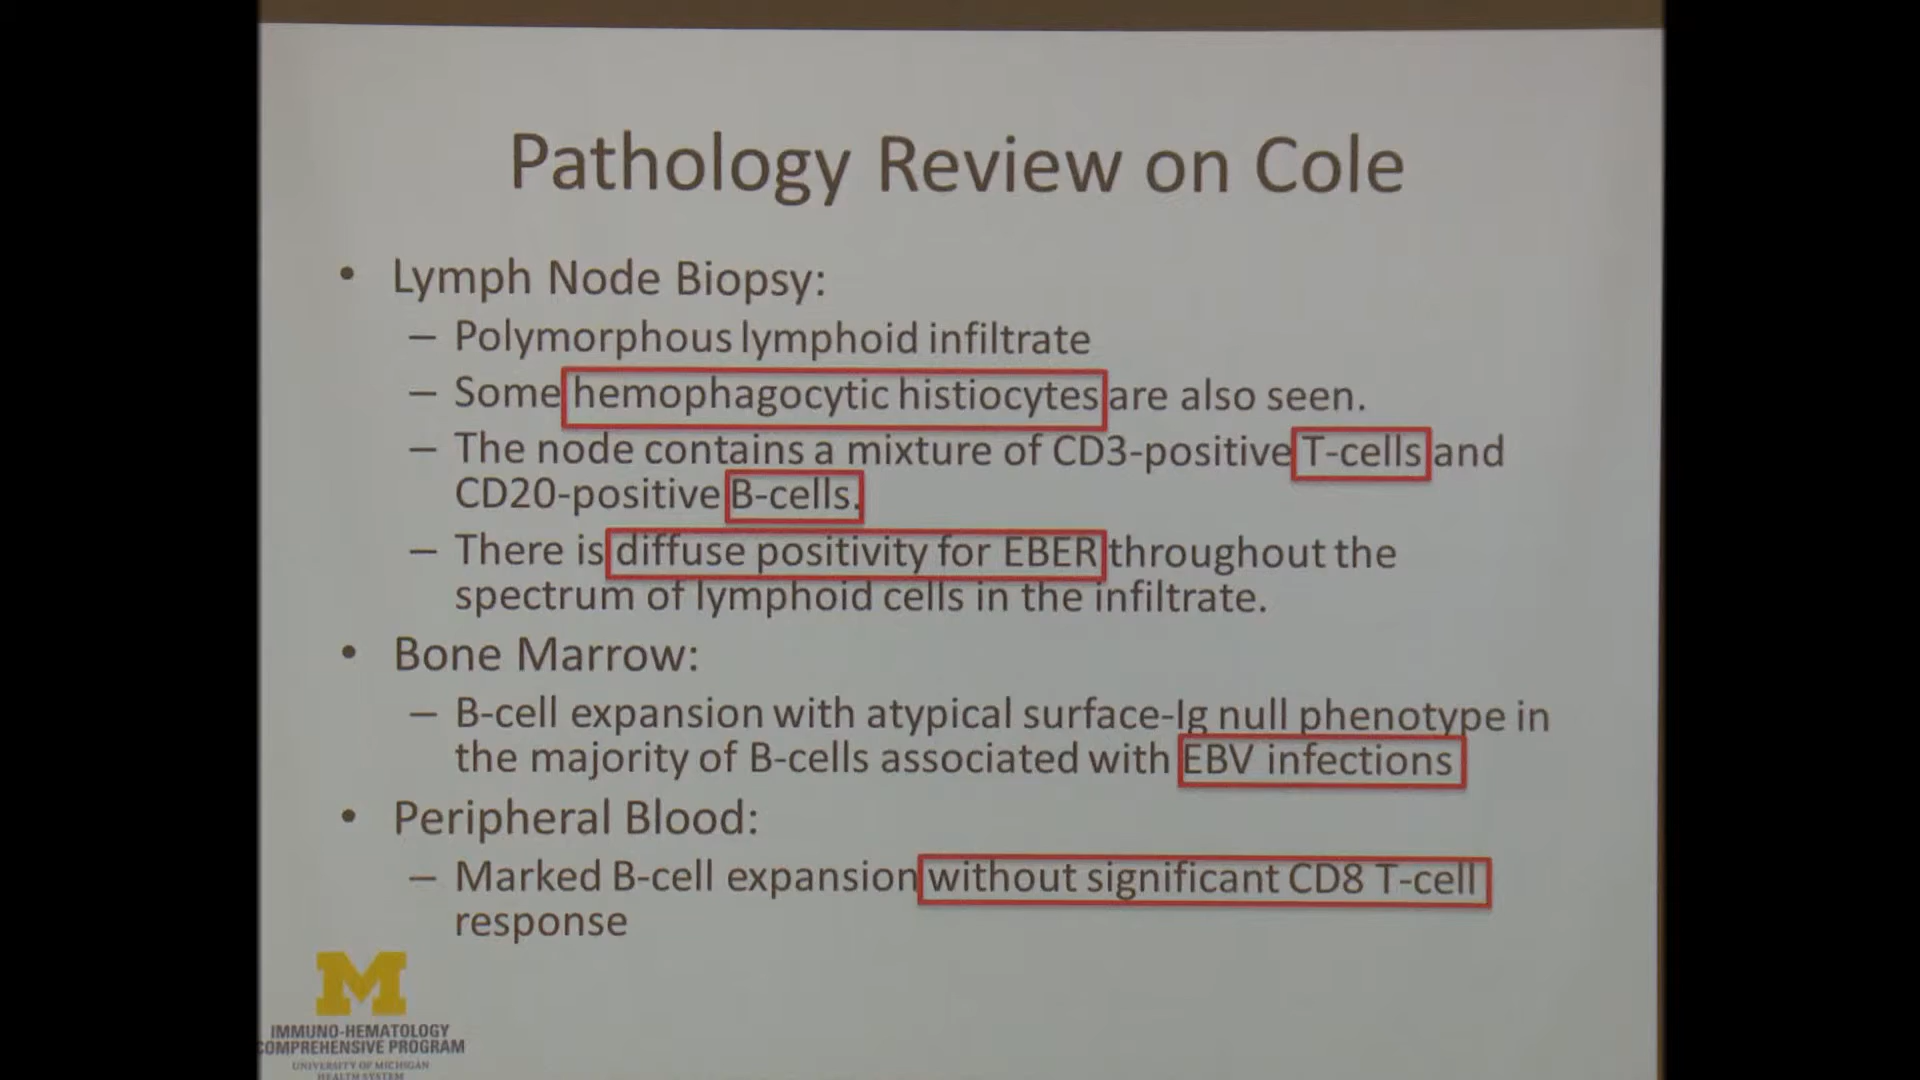 Pathology Review on Cole
• Lymph Node Biopsy:
– Polymorphous lymphoid infiltrate
– Some hemophagocytic histiocytes are also seen.
– The node contains a mixture of CD3-positive T-cells and
CD20-positive B-cells.
– There is diffuse positivity for EBER throughout the
spectrum of lymphoid cells in the infiltrate.
• Bone Marrow:
– B-cell expansion with atypical surface-Ig null phenotype in
the majority of B-cells associated with EBV infections
• Peripheral Blood:
– Marked B-cell expansion without significant CD8 T-cell
response
M
IMMUNO-HEMATOLOGY
COMPREHENSIVE PROGRAM
UNIVERSITY OF MICHIGAN
HEALTH SYSTEM